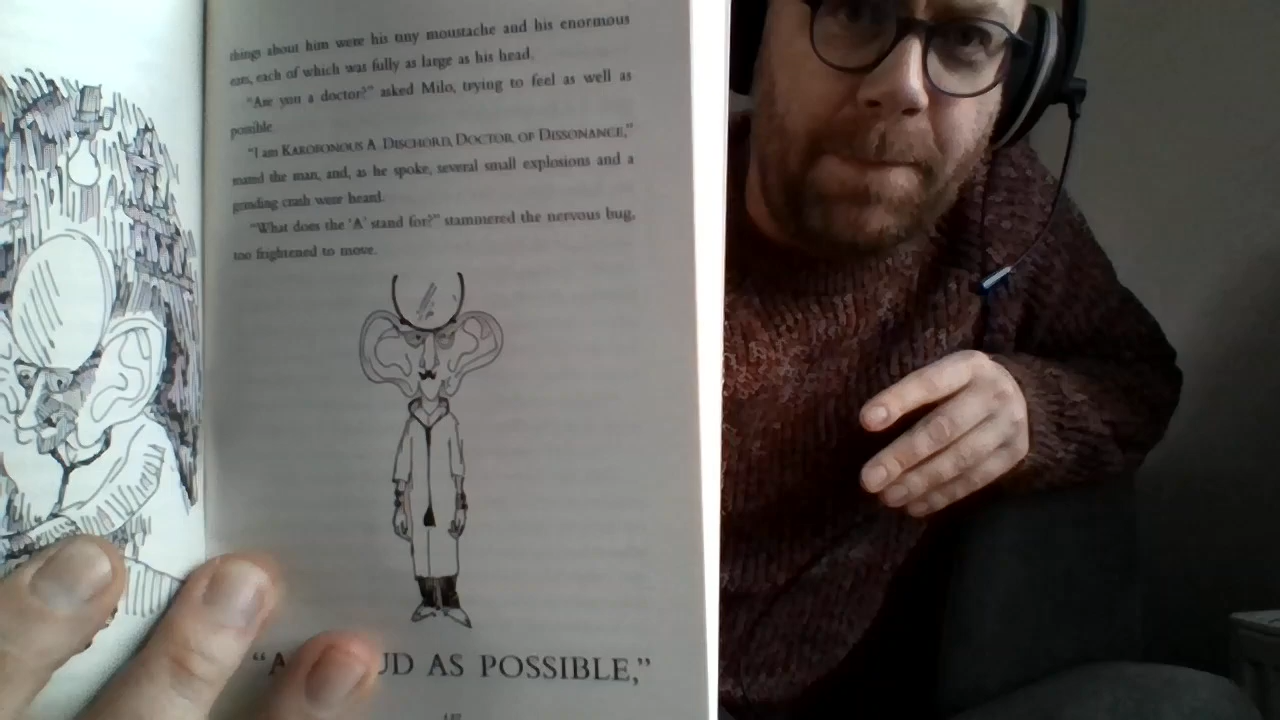 things about him were his tiny moustache and his enormous
ears, each of which was fully as large as his head.
"Are you a doctor?" asked Milo, trying to feel as well as
possible.
"I am KAKOFONOUS A. DISCHORD, DOCTOR OF DISSONANCE,"
roared the man, and, as he spoke, several small explosions and a
grinding crash were heard.
"What does the 'A' stand for?" stammered the nervous bug,
too frightened to move.
"A UD AS POSSIBLE,"